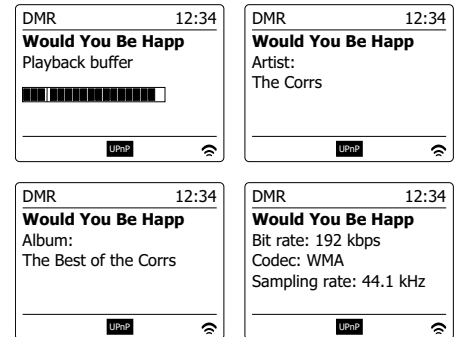 DMR 12:34
Would You Be Happ
Playback buffer
UPnP
DMR 12:34
Would You Be Happ
Artist:
The Corrs
UPnP
DMR 12:34
Would You Be Happ
Album:
The Best of the Corrs
UPnP
DMR 12:34
Would You Be Happ
Bit rate: 192 kbps
Codec: WMA
Sampling rate: 44.1 kHz
UPnP